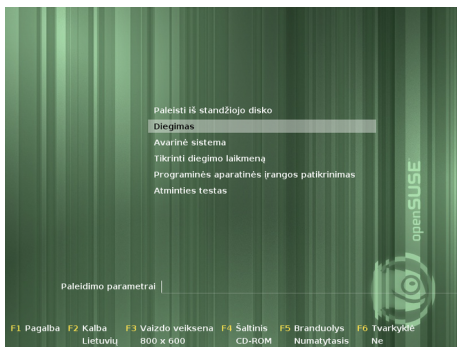 Paleisti iš standžiojo disko
Diegimas
Avarinė sistema
Tikrinti diegimo laikmeną
Programinės aparatinės įrangos patikrinimas
Atminties testas
openSUSE
Paleidimo parametrai
F1 Pagalba F2 Kalba F3 Vaizdo veiksena F4 Šaltinis F5 Branduolys F6 Tvarkyklė
Lietuvių 800 x 600 CD-ROM Numatytasis Ne